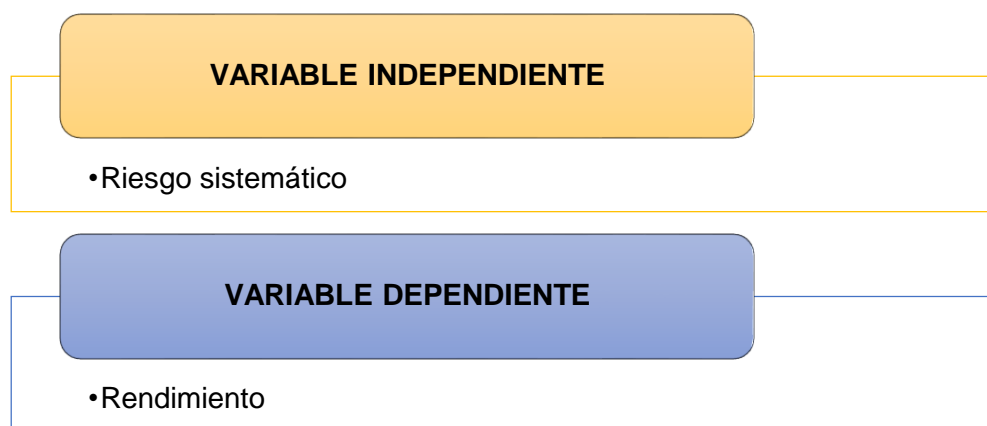 VARIABLE INDEPENDIENTE
•Riesgo sistemático
VARIABLE DEPENDIENTE
•Rendimiento